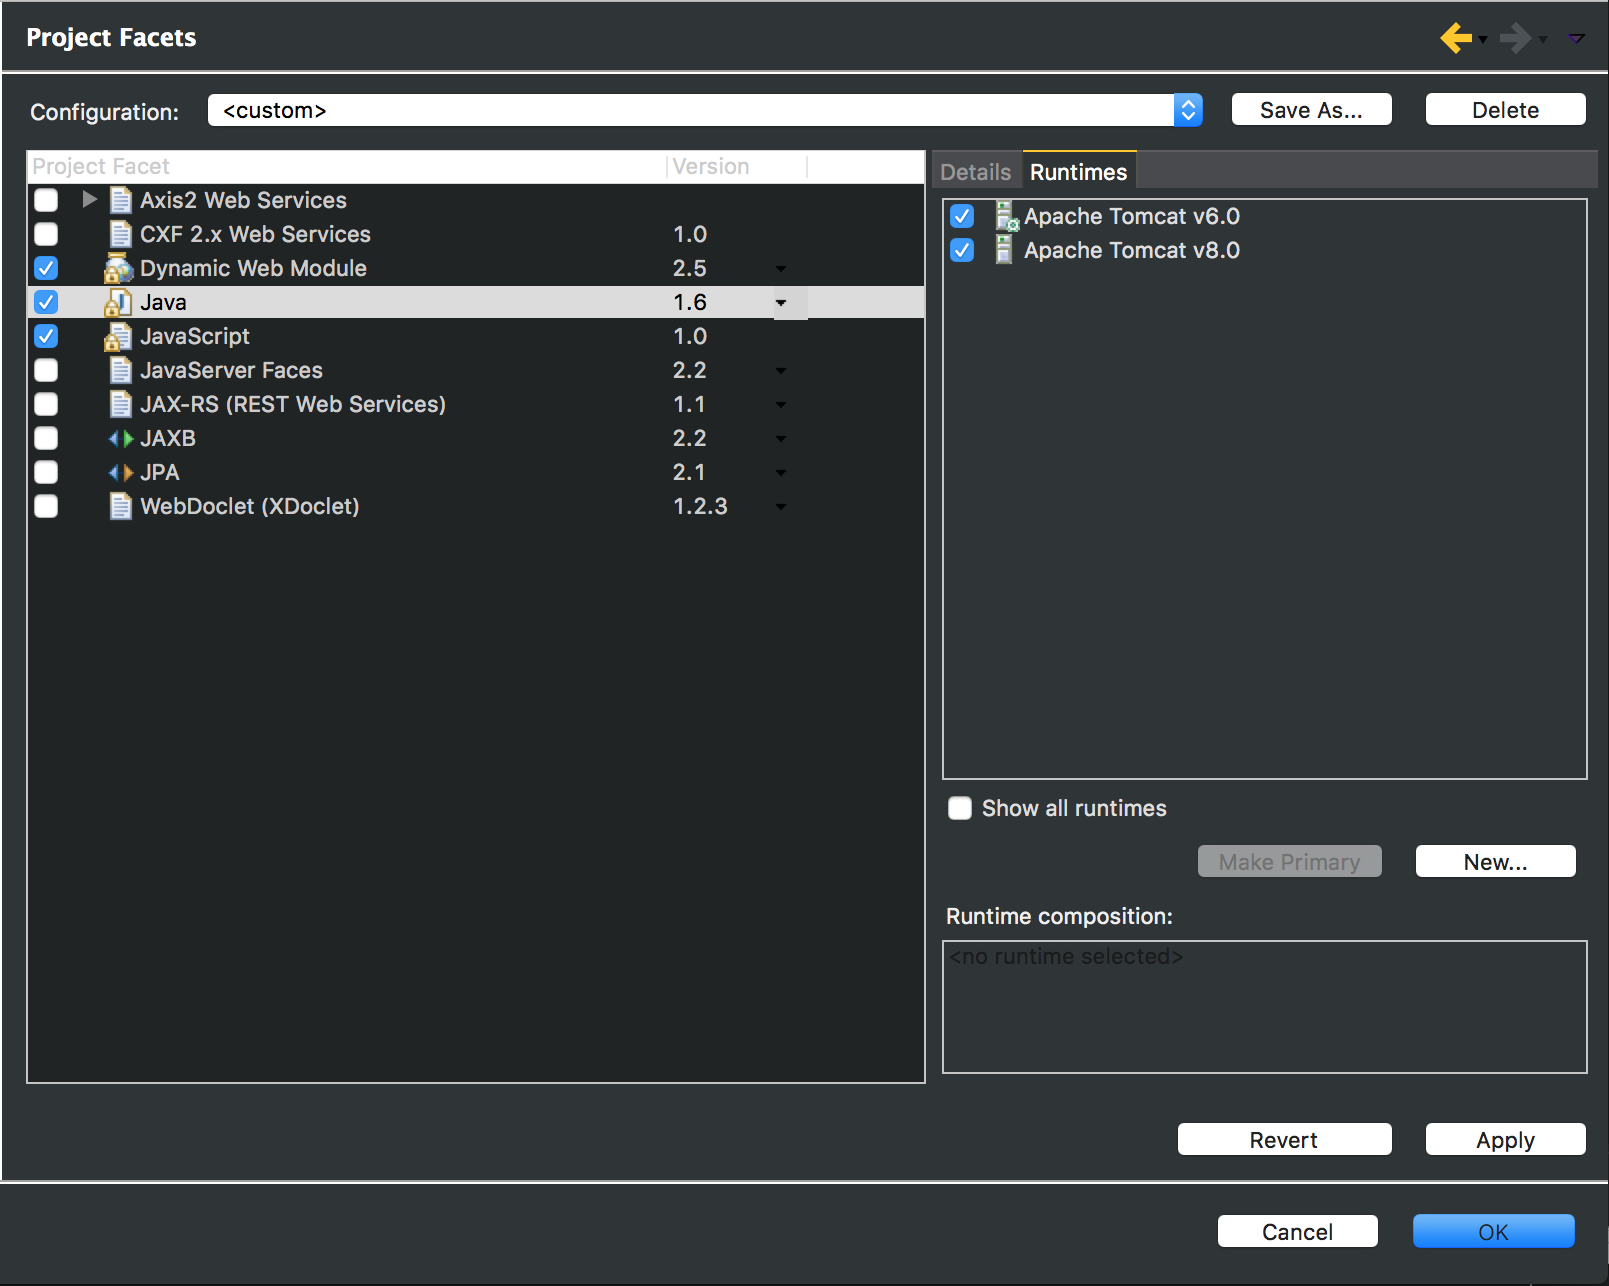 Project Facets
Configuration: <custom> Save As... Delete
Project Facet Version
Axis2 Web Services
CXF 2.x Web Services 1.0
Dynamic Web Module 2.5
Java 1.6
JavaScript 1.0
JavaServer Faces 2.2
JAX-RS (REST Web Services) 1.1
JAXB 2.2
JPA 2.1
WebDoclet (XDoclet) 1.2.3
Details Runtimes
Apache Tomcat v6.0
Apache Tomcat v8.0
Show all runtimes
Make Primary New...
Runtime composition:
<no runtime selected>
Revert Apply
Cancel OK